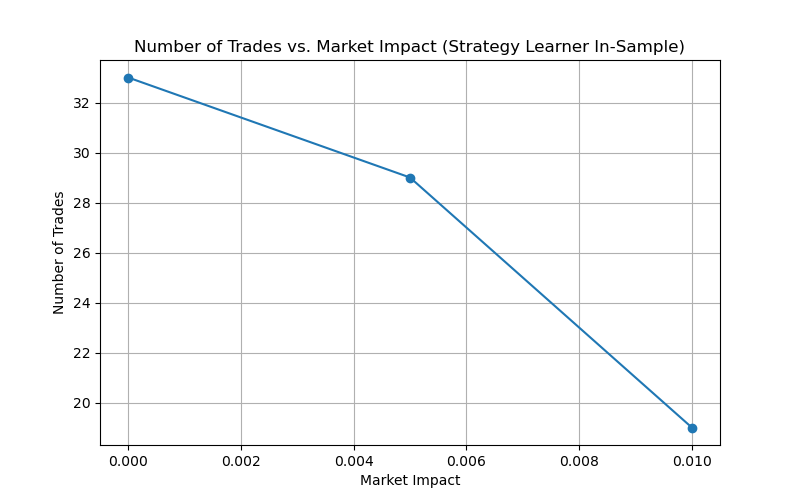 Number of Trades vs. Market Impact (Strategy Learner In-Sample)
Number of Trades
32
30
28
26
24
22
20
0.000 0.002 0.004 0.006 0.008 0.010
Market Impact